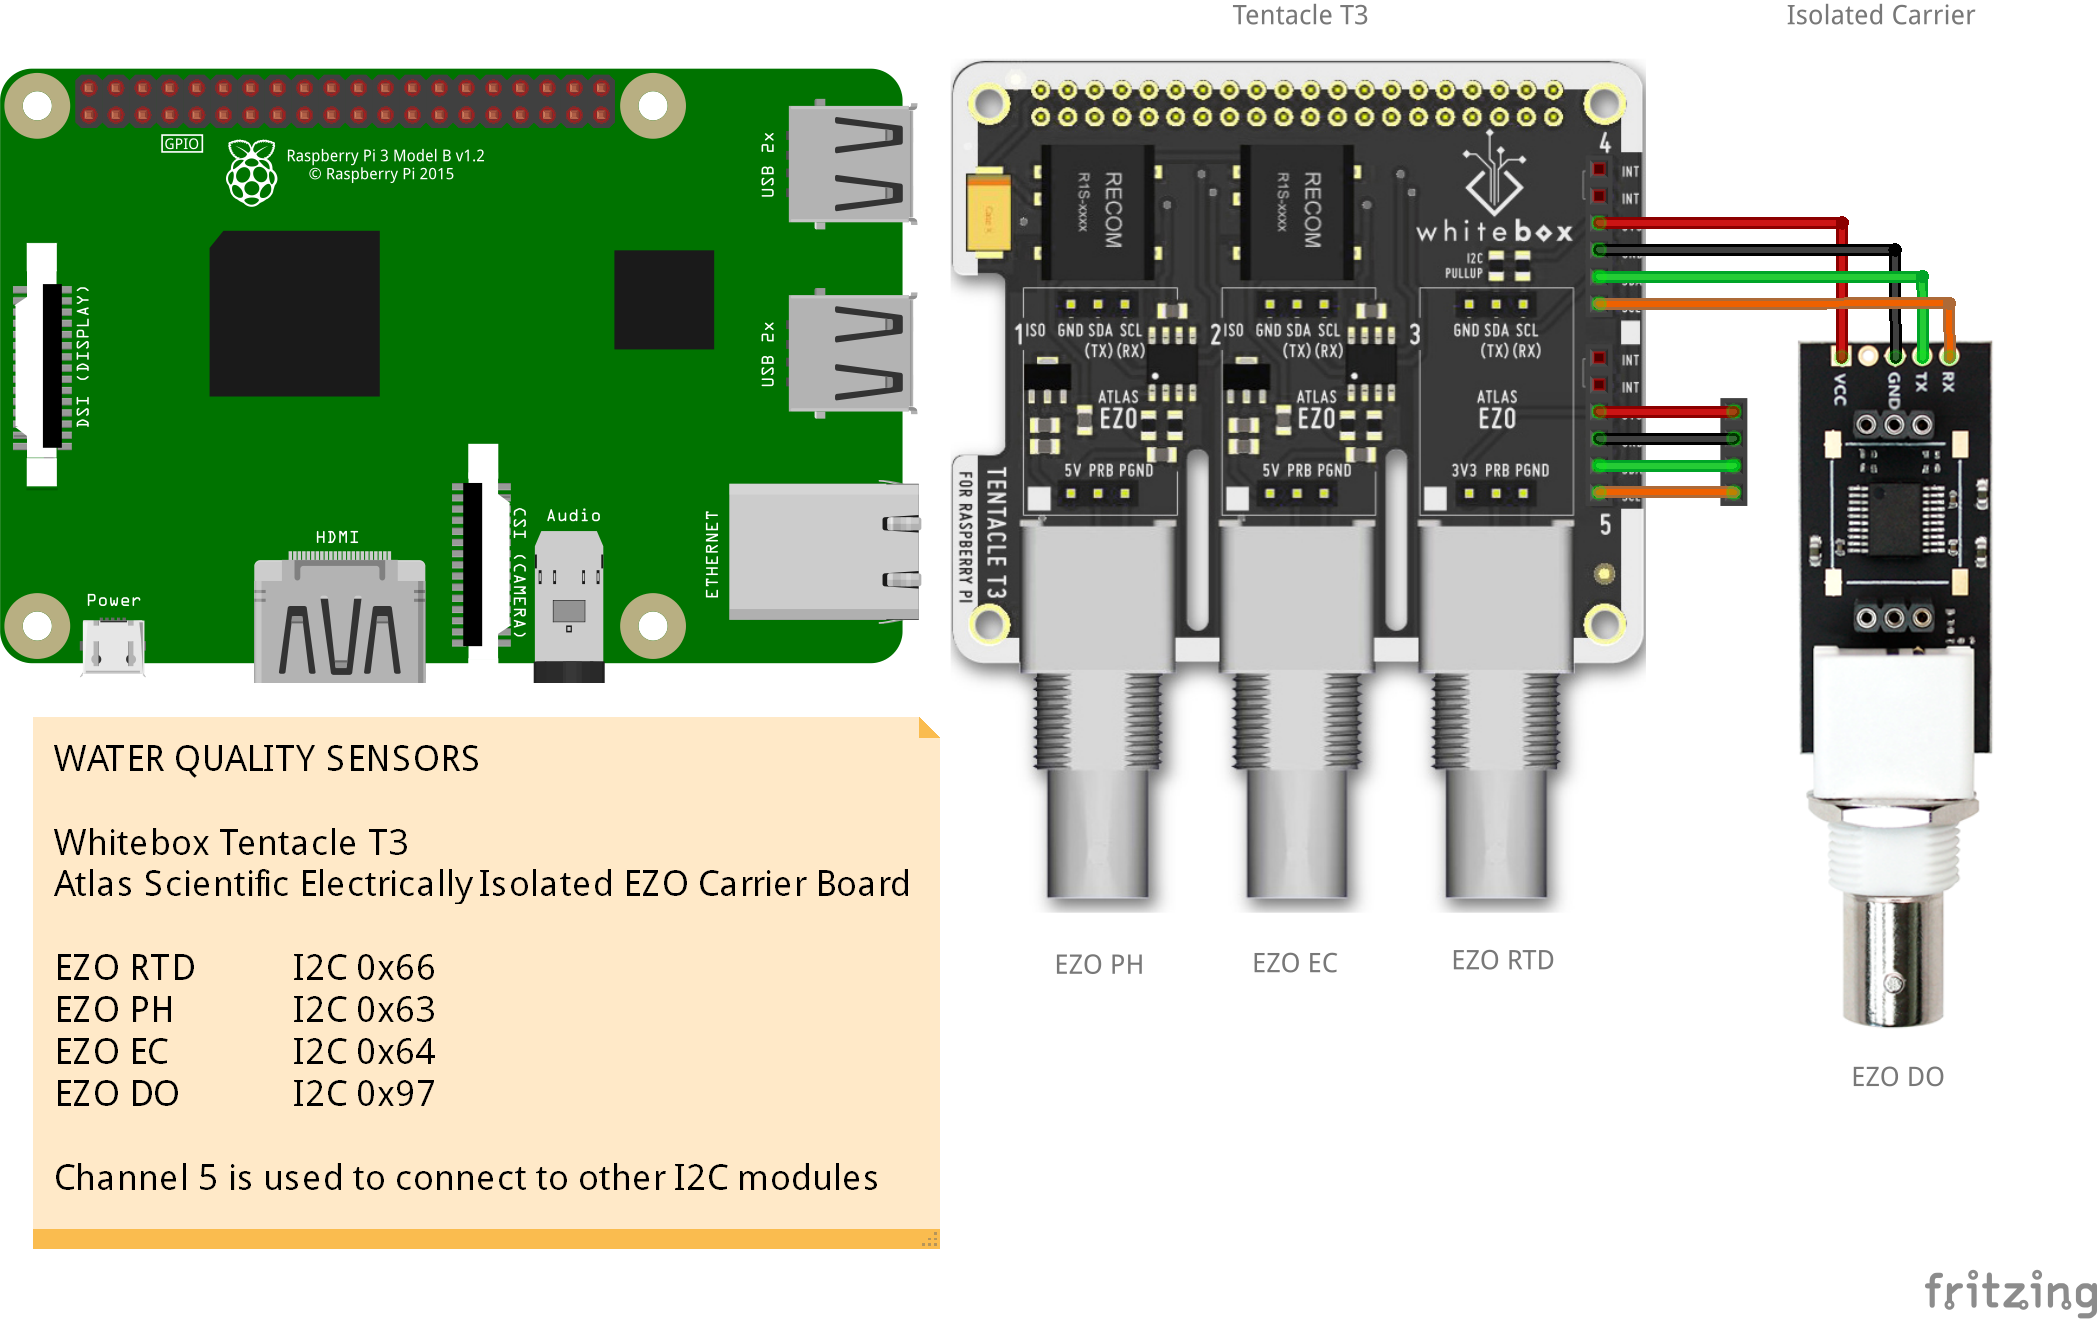 Tentacle T3
Isolated Carrier
GPIO
Raspberry Pi 3 Model B v1.2
© Raspberry Pi 2015
USB 2x
USB 2x
DSI (DISPLAY)
CSI (CAMERA)
ETHERNET
HDMI
Audio
Power
RECOM
R1S-xxxx
RECOM
R1S-xxxx
whitebox
I2C
PULLUP
4
INT
INT
1 ISO GND SDA SCL
(TX) (RX)
2 ISO GND SDA SCL
(TX) (RX)
3 GND SDA SCL
(TX) (RX)
INT
INT
ATLAS
EZO
ATLAS
EZO
ATLAS
EZO
5V PRB PGND
5V PRB PGND
3V3 PRB PGND
5
TENTACLE T3
FOR RASPBERRY PI
VCC
GND
TX
RX
EZO PH
EZO EC
EZO RTD
EZO DO
WATER QUALITY SENSORS
Whitebox Tentacle T3
Atlas Scientific Electrically Isolated EZO Carrier Board
EZO RTD I2C 0x66
EZO PH I2C 0x63
EZO EC I2C 0x64
EZO DO I2C 0x97
Channel 5 is used to connect to other I2C modules
fritzing